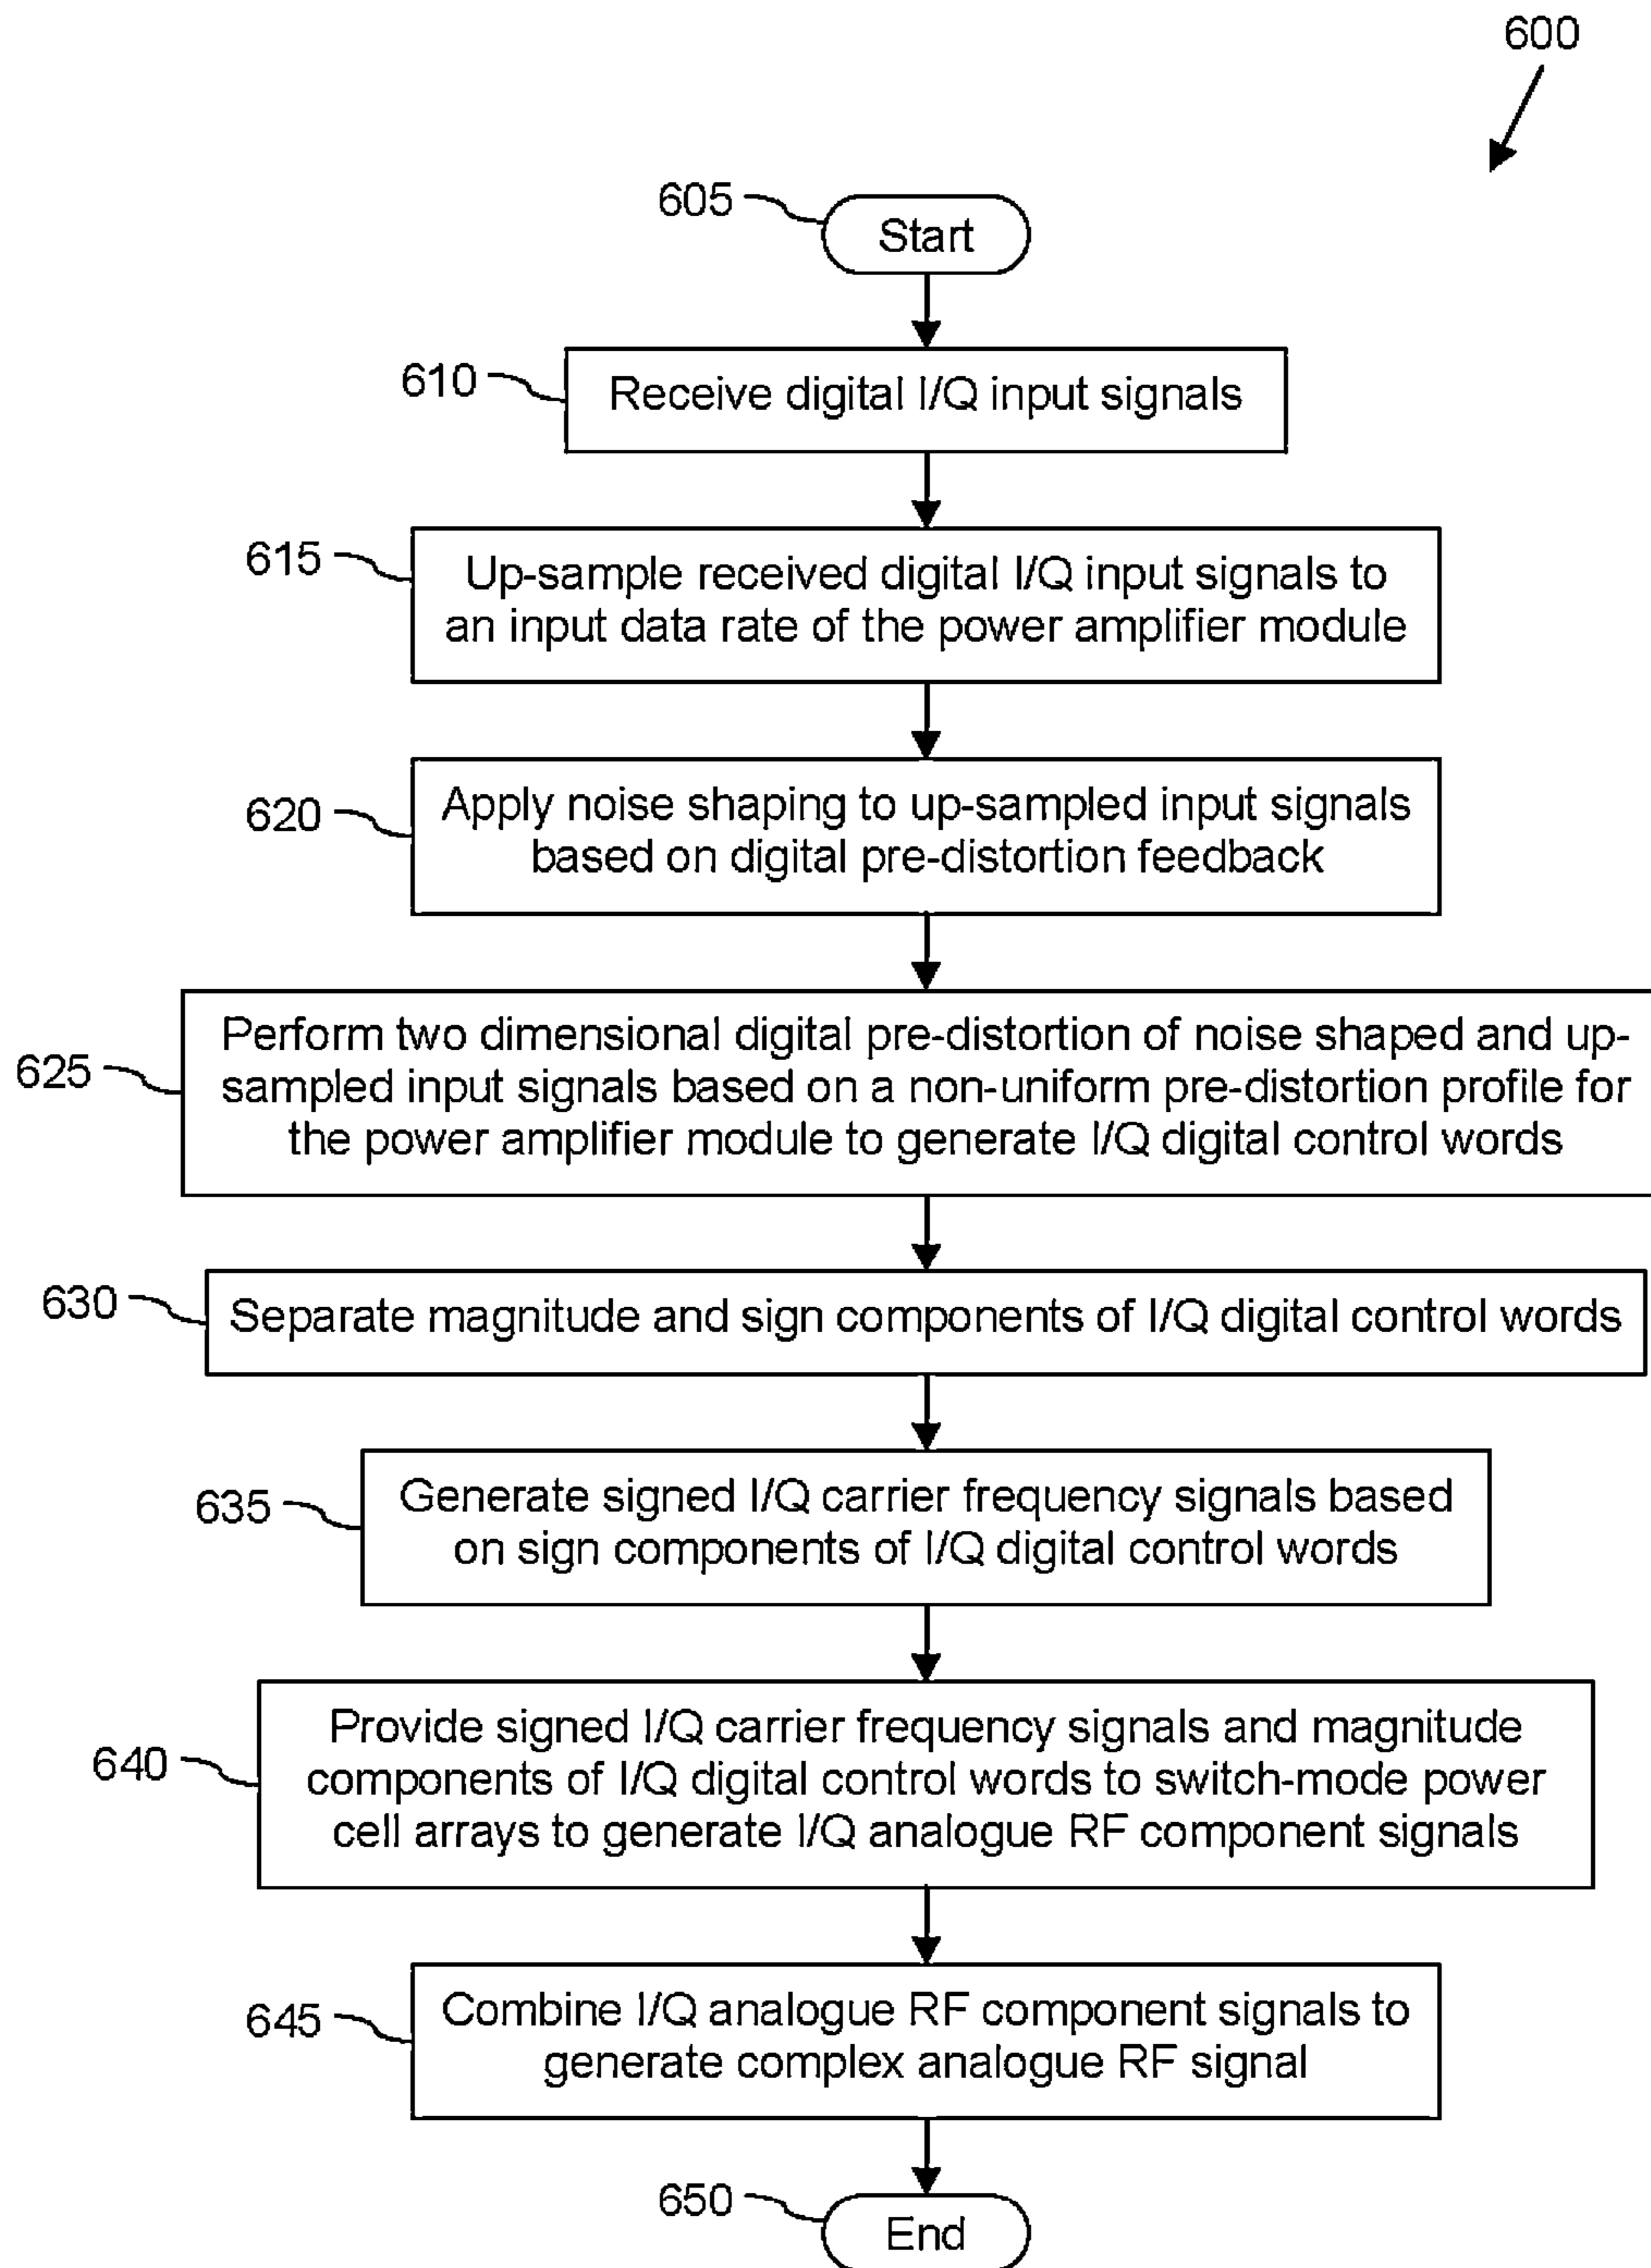 600
605
Start
610
Receive digital I/Q input signals
615
Up-sample received digital I/Q input signals to
an input data rate of the power amplifier module
620
Apply noise shaping to up-sampled input signals
based on digital pre-distortion feedback
625
Perform two dimensional digital pre-distortion of noise shaped and up-
sampled input signals based on a non-uniform pre-distortion profile for
the power amplifier module to generate I/Q digital control words
630
Separate magnitude and sign components of I/Q digital control words
635
Generate signed I/Q carrier frequency signals based
on sign components of I/Q digital control words
640
Provide signed I/Q carrier frequency signals and magnitude
components of I/Q digital control words to switch-mode power
cell arrays to generate I/Q analogue RF component signals
645
Combine I/Q analogue RF component signals to
generate complex analogue RF signal
650
End